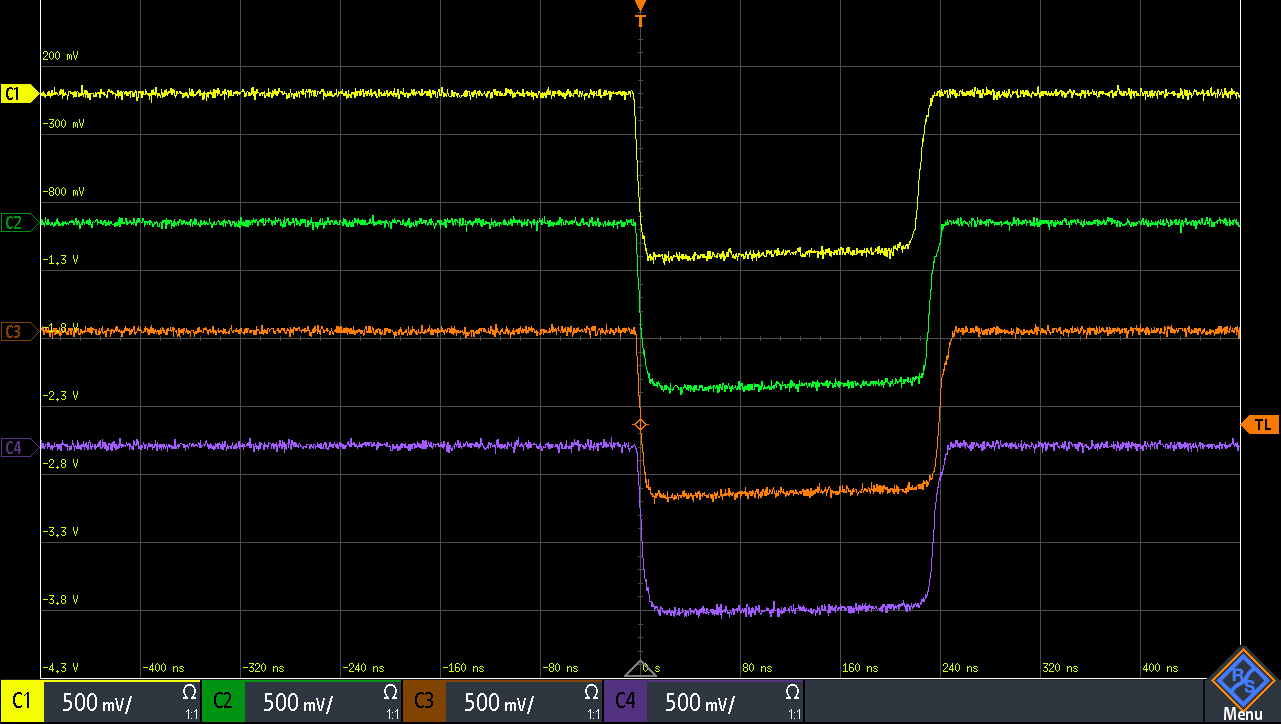 T
200 mV
C1
-300 mV
-800 mV
C2
-1.3 V
-1.8 V
C3
-2.3 V
TL
C4
-2.8 V
-3.3 V
-3.8 V
-4.3 V -400 ns -320 ns -240 ns -160 ns -80 ns 0 s 80 ns 160 ns 240 ns 320 ns 400 ns
C1 500 mV/ Ω 1:1 C2 500 mV/ Ω 1:1 C3 500 mV/ Ω 1:1 C4 500 mV/ Ω 1:1
R S
Menu